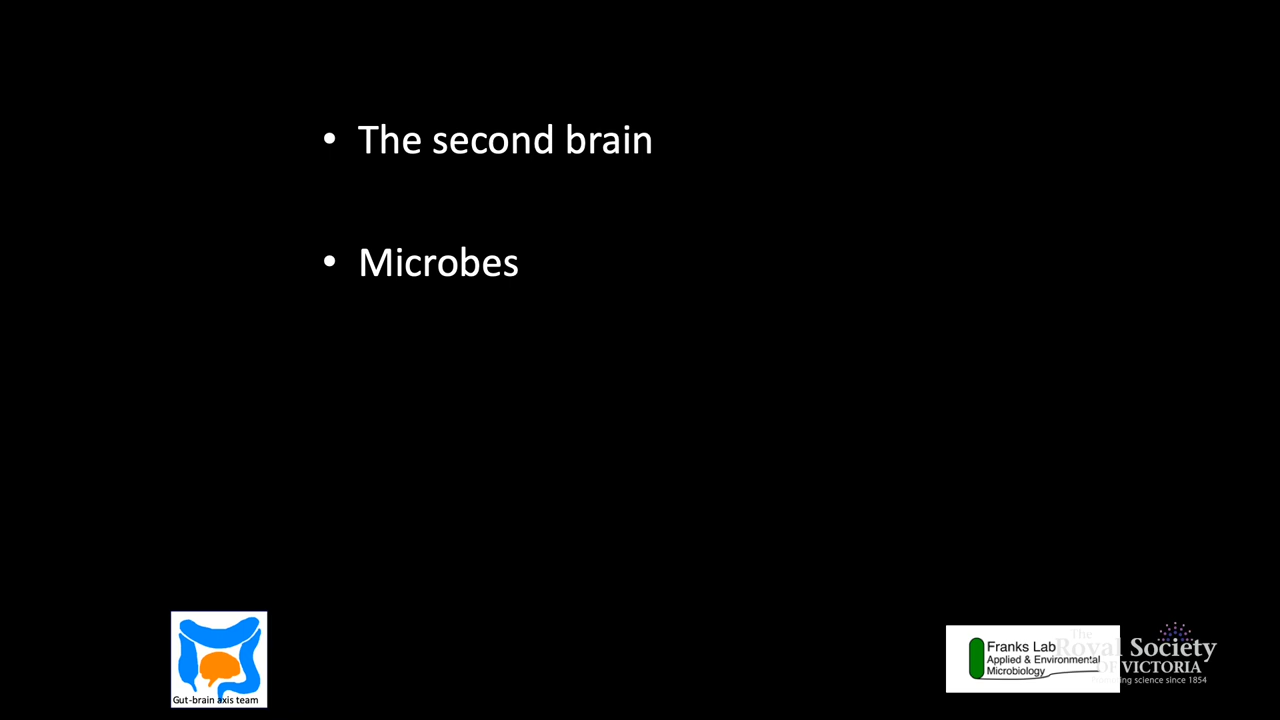 • The second brain
• Microbes
Gut-brain axis team
Franks Lab
Applied & Environmental
Microbiology
The
Royal Society
OF VICTORIA
Promoting science since 1854